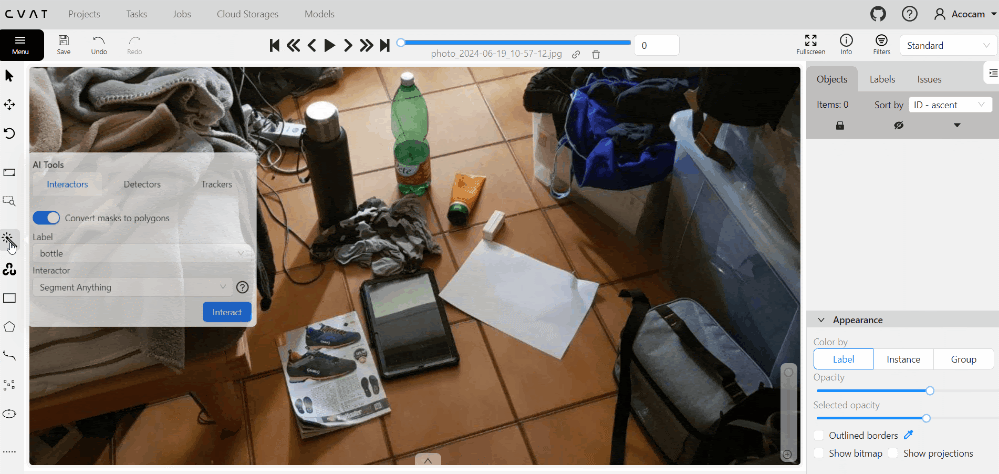 CVAT
Projects
Tasks
Jobs
Cloud Storages
Models
Acocam
Menu
Save
Undo
Redo
0
photo_2024-06-19_10-57-12.jpg
Fullscreen
Info
Filters
Standard
Objects
Labels
Issues
Items: 0
Sort by
ID - ascent
AI Tools
Interactors
Detectors
Trackers
Convert masks to polygons
Label
bottle
Interactor
Segment Anything
Interact
Appearance
Color by
Label
Instance
Group
Opacity
Selected opacity
Outlined borders
Show bitmap
Show projections